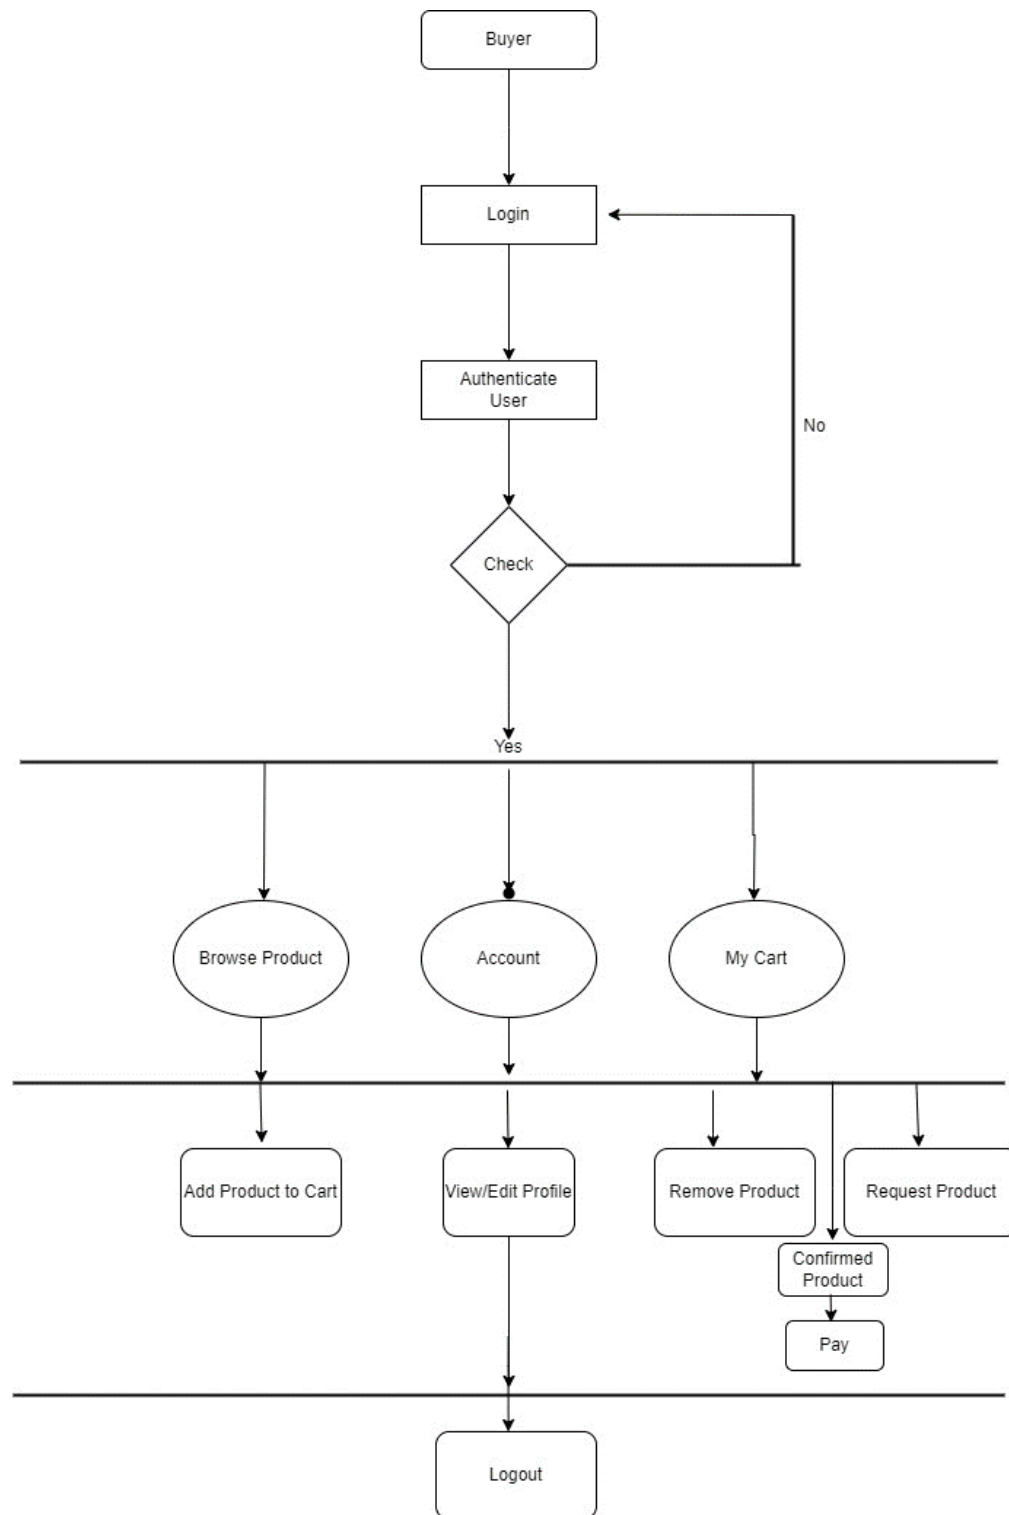 Buyer
Login
Authenticate
User
No
Check
Yes
Browse Product
Account
My Cart
Add Product to Cart
View/Edit Profile
Remove Product
Request Product
Confirmed
Product
Pay
Logout